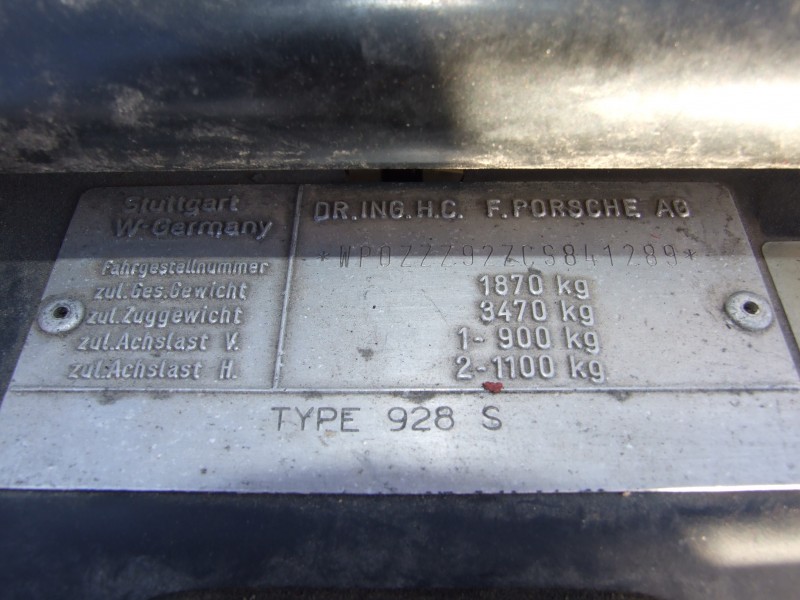 Stuttgart
W-Germany
DR.ING.H.C. F.PORSCHE AG
*WP0ZZZ92ZCS841289*
Fahrgestellnummer
zul.Ges.Gewicht 1870 kg
zul.Zuggewicht 3470 kg
zul.Achslast V. 1- 900 kg
zul.Achslast H. 2-1100 kg
TYPE 928 S